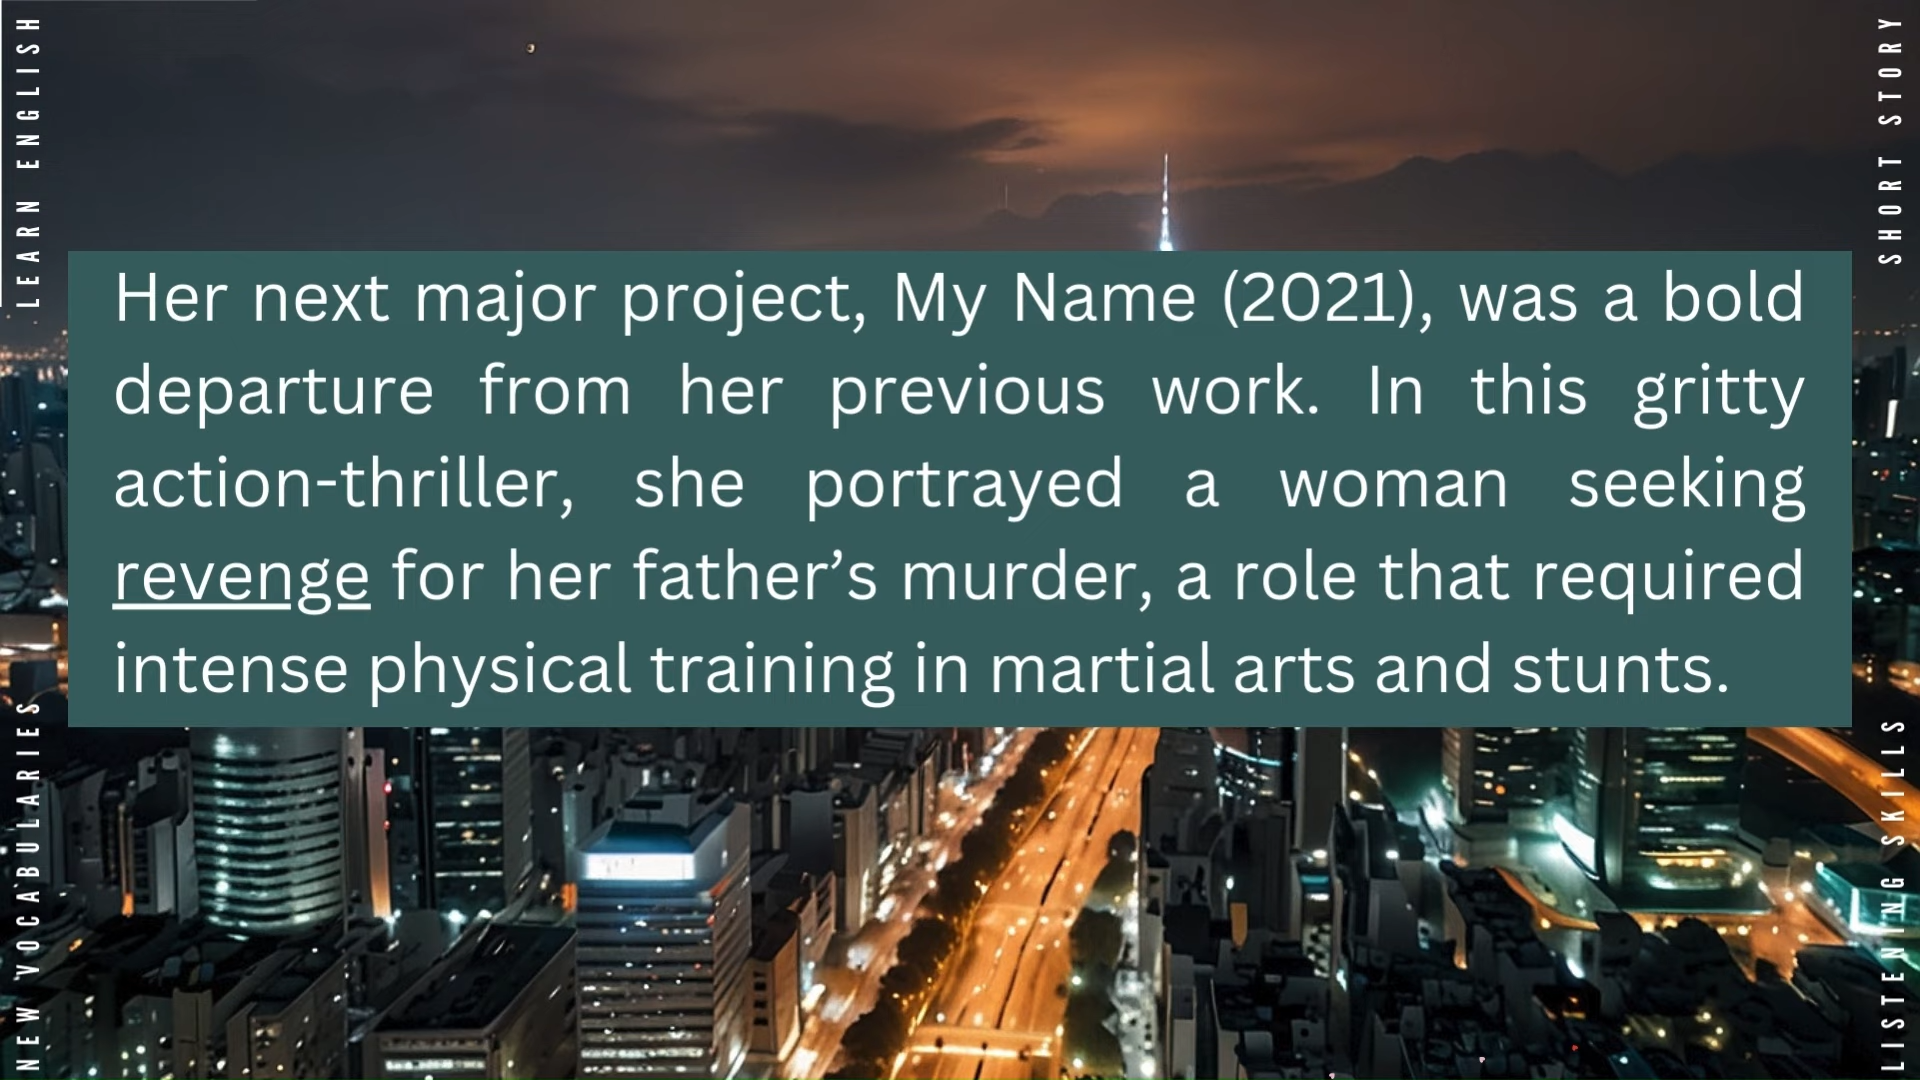 LEARN ENGLISH
SHORT STORY
Her next major project, My Name (2021), was a bold
departure from her previous work. In this gritty
action-thriller, she portrayed a woman seeking
revenge for her father’s murder, a role that required
intense physical training in martial arts and stunts.
NEW VOCABULARIES
LISTENING SKILLS